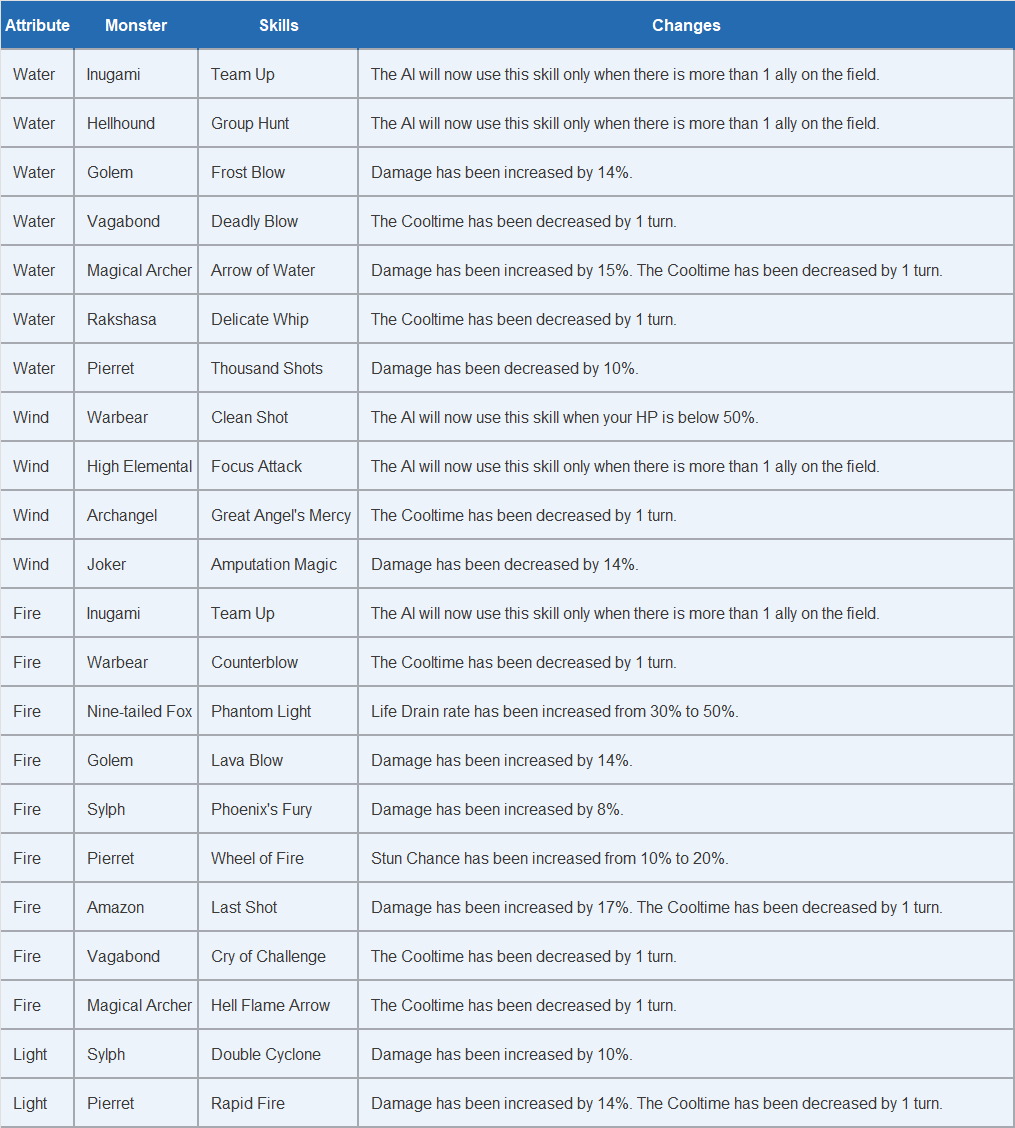 Attribute Monster Skills Changes
Water Inugami Team Up The AI will now use this skill only when there is more than 1 ally on the field.
Water Hellhound Group Hunt The AI will now use this skill only when there is more than 1 ally on the field.
Water Golem Frost Blow Damage has been increased by 14%.
Water Vagabond Deadly Blow The Cooltime has been decreased by 1 turn.
Water Magical Archer Arrow of Water Damage has been increased by 15%. The Cooltime has been decreased by 1 turn.
Water Rakshasa Delicate Whip The Cooltime has been decreased by 1 turn.
Water Pierret Thousand Shots Damage has been decreased by 10%.
Wind Warbear Clean Shot The AI will now use this skill when your HP is below 50%.
Wind High Elemental Focus Attack The AI will now use this skill only when there is more than 1 ally on the field.
Wind Archangel Great Angel's Mercy The Cooltime has been decreased by 1 turn.
Wind Joker Amputation Magic Damage has been decreased by 14%.
Fire Inugami Team Up The AI will now use this skill only when there is more than 1 ally on the field.
Fire Warbear Counterblow The Cooltime has been decreased by 1 turn.
Fire Nine-tailed Fox Phantom Light Life Drain rate has been increased from 30% to 50%.
Fire Golem Lava Blow Damage has been increased by 14%.
Fire Sylph Phoenix's Fury Damage has been increased by 8%.
Fire Pierret Wheel of Fire Stun Chance has been increased from 10% to 20%.
Fire Amazon Last Shot Damage has been increased by 17%. The Cooltime has been decreased by 1 turn.
Fire Vagabond Cry of Challenge The Cooltime has been decreased by 1 turn.
Fire Magical Archer Hell Flame Arrow The Cooltime has been decreased by 1 turn.
Light Sylph Double Cyclone Damage has been increased by 10%.
Light Pierret Rapid Fire Damage has been increased by 14%. The Cooltime has been decreased by 1 turn.